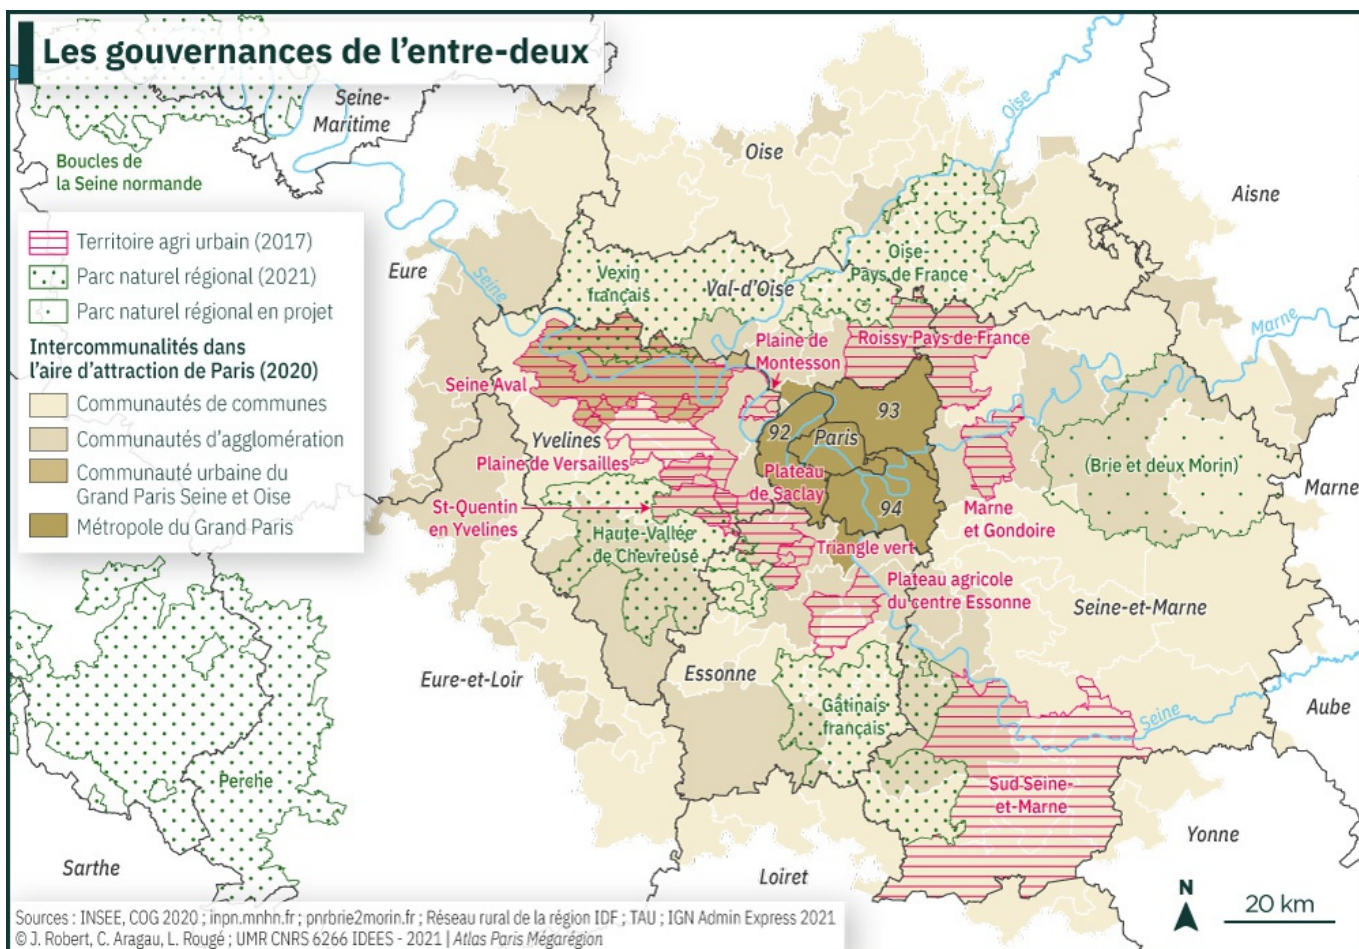 Les gouvernances de l'entre-deux
Seine-
Maritime
Boucles de
la Seine normande
Oise
Oise
Aisne
Territoire agri urbain (2017)
Parc naturel régional (2021)
Parc naturel régional en projet
Intercommunalités dans
l'aire d'attraction de Paris (2020)
Communautés de communes
Communautés d'agglomération
Communauté urbaine du
Grand Paris Seine et Oise
Métropole du Grand Paris
Eure
Seine
Vexin
français
Val-d'Oise
Oise-
Pays de France
Plaine de
Montesson
Roissy Pays de France
Marne
Seine Aval
93
92
Paris
Yvelines
Plaine de Versailles
Plateau
de Saclay
(Brie et deux Morin)
Marne
St-Quentin
en Yvelines
94
Marne
et Gondoire
Haute-Vallée
de Chevreuse
Triangle vert
Plateau agricole
du centre Essonne
Seine-et-Marne
Eure-et-Loir
Essonne
Gâtinais
français
Seine
Aube
Perche
Sud Seine-
et-Marne
Sarthe
Loiret
Yonne
N
20 km
Sources : INSEE, COG 2020 ; inpn.mnhn.fr ; pnrbrie2morin.fr ; Réseau rural de la région IDF ; TAU ; IGN Admin Express 2021
© J. Robert, C. Aragau, L. Rougé ; UMR CNRS 6266 IDEES - 2021 | Atlas Paris Mégarégion